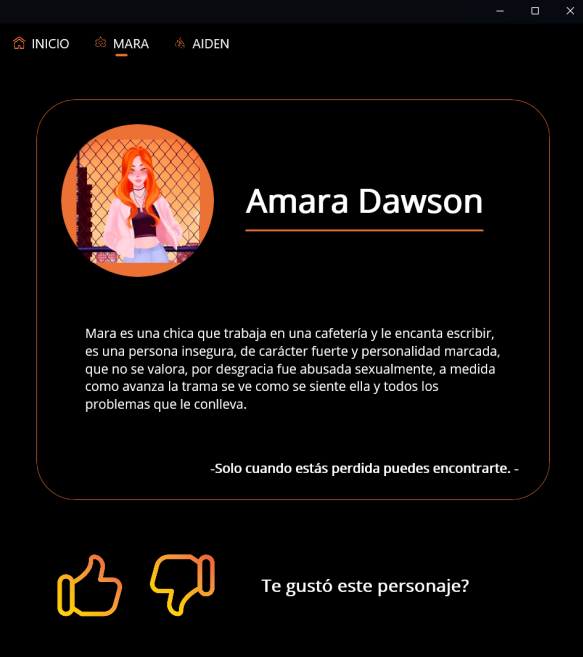 INICIO MARA AIDEN
Amara Dawson
Mara es una chica que trabaja en una cafetería y le encanta escribir,
es una persona insegura, de carácter fuerte y personalidad marcada,
que no se valora, por desgracia fue abusada sexualmente, a medida
como avanza la trama se ve como se siente ella y todos los
problemas que le conlleva.
-Solo cuando estás perdida puedes encontrarte. -
Te gustó este personaje?